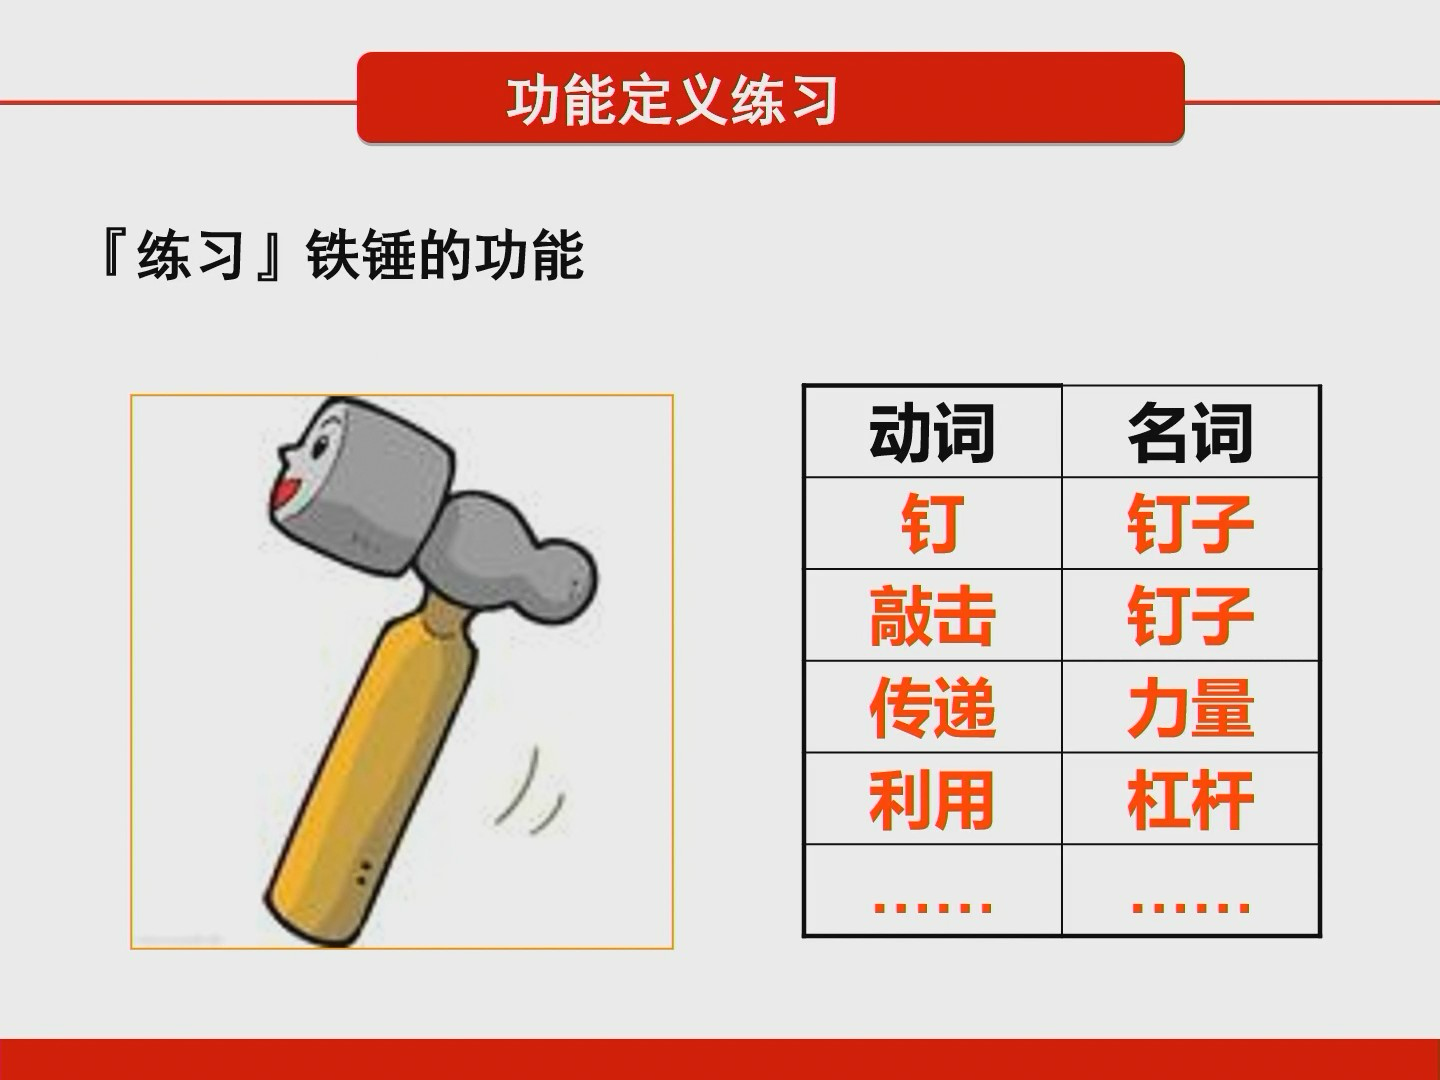 功能定义练习
『练习』铁锤的功能
动词 名词
钉 钉子
敲击 钉子
传递 力量
利用 杠杆
…… ……